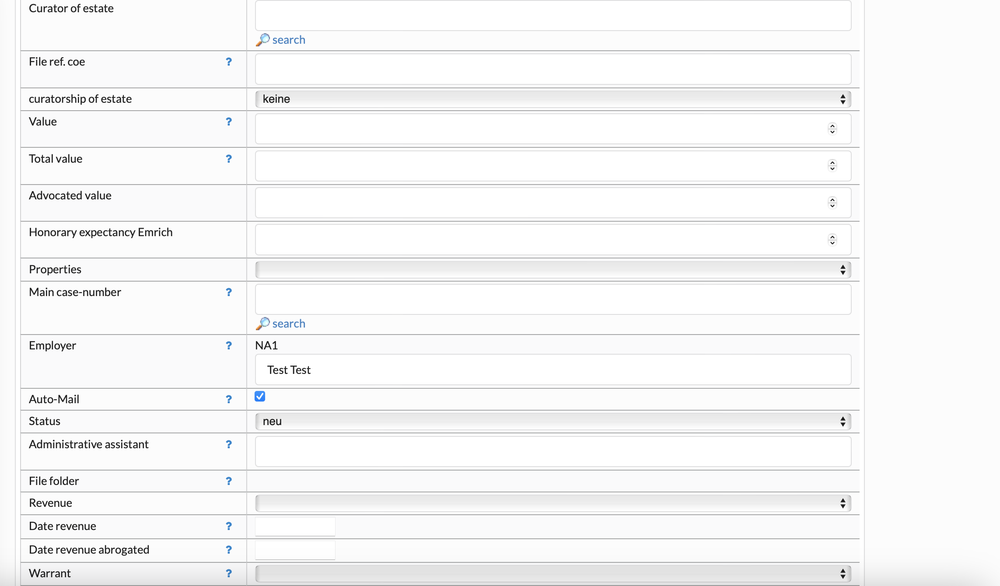 Curator of estate
search
File ref. coe ?
curatorship of estate keine
Value ?
Total value ?
Advocated value
Honorary expectancy Emrich
Properties
Main case-number ?
search
Employer ? NA1
Test Test
Auto-Mail ?
Status neu
Administrative assistant ?
File folder ?
Revenue
Date revenue ?
Date revenue abrogated ?
Warrant ?